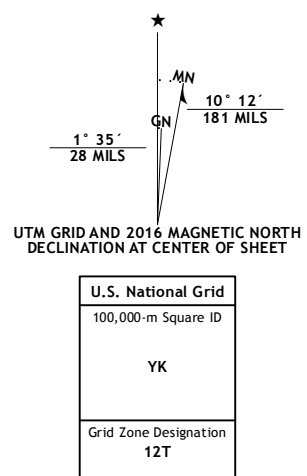 ★
MN
GN
10° 12´
181 MILS
1° 35´
28 MILS
UTM GRID AND 2016 MAGNETIC NORTH
DECLINATION AT CENTER OF SHEET
U.S. National Grid
100,000-m Square ID
YK
Grid Zone Designation
12T